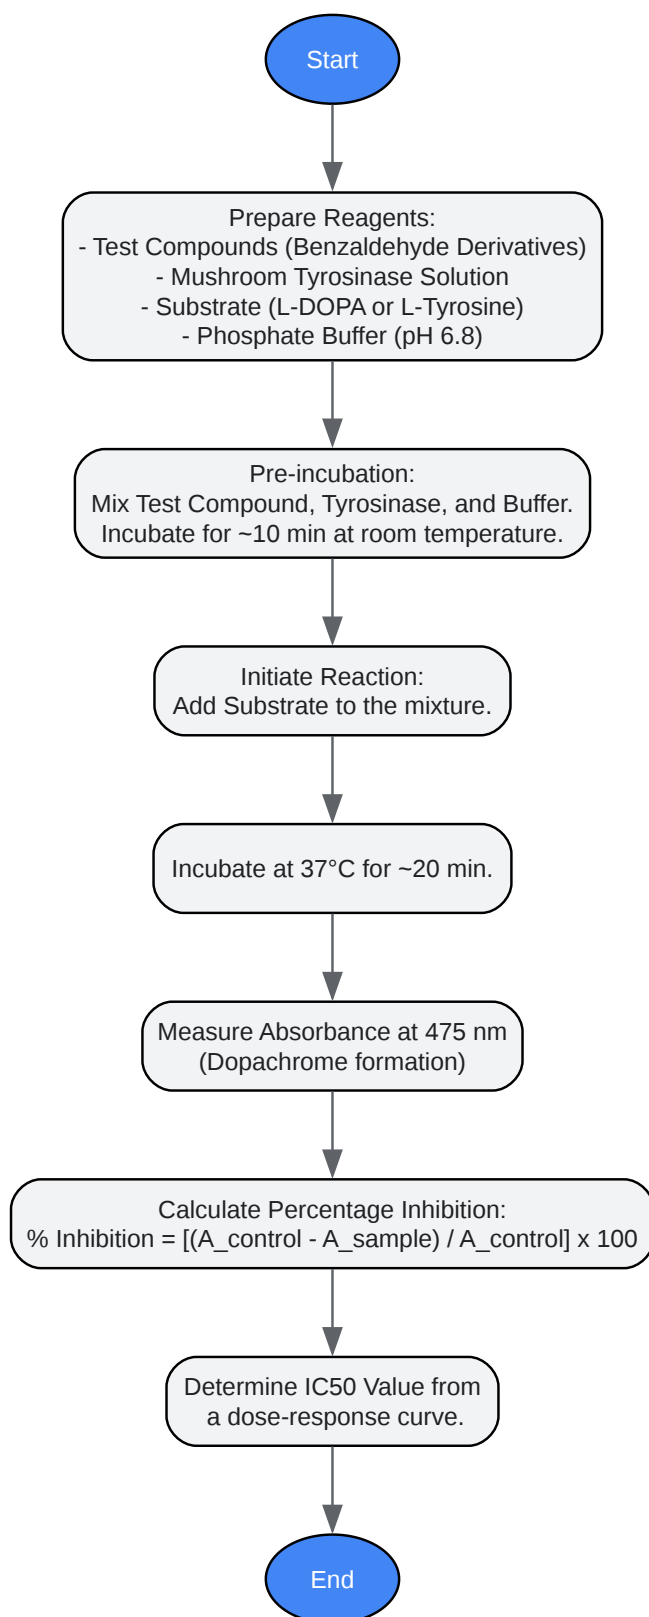 Start
Prepare Reagents:
- Test Compounds (Benzaldehyde Derivatives)
- Mushroom Tyrosinase Solution
- Substrate (L-DOPA or L-Tyrosine)
- Phosphate Buffer (pH 6.8)
Pre-incubation:
Mix Test Compound, Tyrosinase, and Buffer.
Incubate for ~10 min at room temperature.
Initiate Reaction:
Add Substrate to the mixture.
Incubate at 37°C for ~20 min.
Measure Absorbance at 475 nm
(Dopachrome formation)
Calculate Percentage Inhibition:
% Inhibition = [(A_control - A_sample) / A_control] x 100
Determine IC50 Value from
a dose-response curve.
End